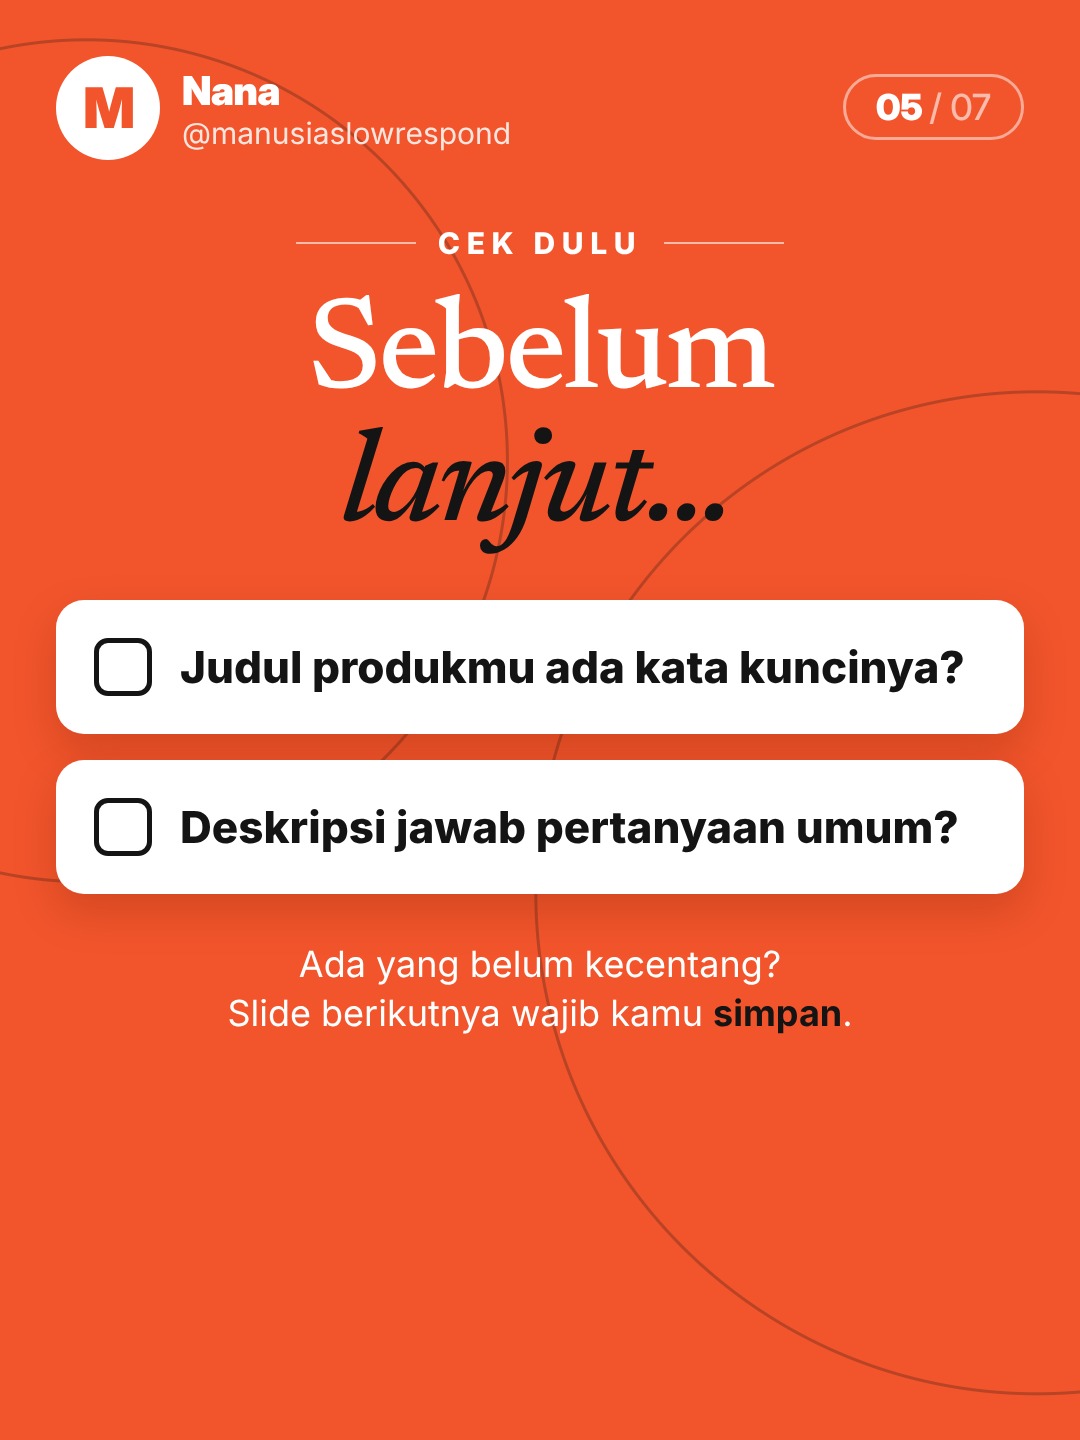 M
Nana
@manusiaslowrespond
05 / 07
CEK DULU
Sebelum
lanjut...
Judul produkmu ada kata kuncinya?
Deskripsi jawab pertanyaan umum?
Ada yang belum kecentang?
Slide berikutnya wajib kamu simpan.